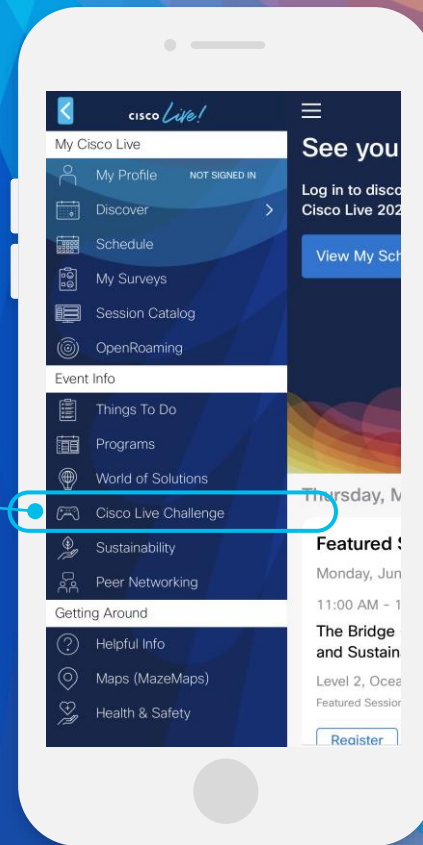 cisco Live!
My Cisco Live
My Profile NOT SIGNED IN
Discover
Schedule
My Surveys
Session Catalog
OpenRoaming
Event Info
Things To Do
Programs
World of Solutions
Cisco Live Challenge
Sustainability
Peer Networking
Getting Around
Helpful Info
Maps (MazeMaps)
Health & Safety
See you
Log in to disco
Cisco Live 202
View My Sch
Thursday, M
Featured S
Monday, Jun
11:00 AM - 1
The Bridge
and Sustain
Level 2, Ocea
Featured Session
Register